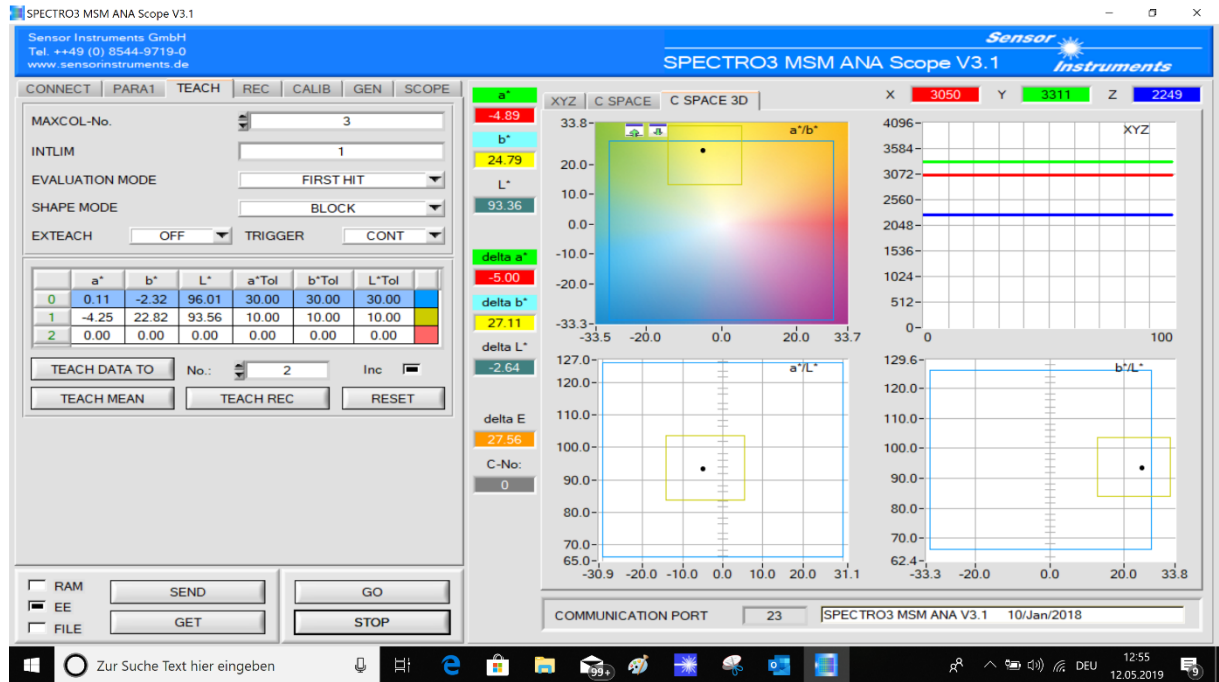 SPECTRO3 MSM ANA Scope V3.1
Sensor Instruments GmbH
Tel. ++49 (0) 8544-9719-0
www.sensorinstruments.de
SPECTRO3 MSM ANA Scope V3.1
Sensor
Instruments
CONNECT PARA1 TEACH REC CALIB GEN SCOPE
MAXCOL-No. 3
INTLIM 1
EVALUATION MODE FIRST HIT
SHAPE MODE BLOCK
EXTEACH OFF TRIGGER CONT
a* b* L* a*Tol b*Tol L*Tol
0 0.11 -2.32 96.01 30.00 30.00 30.00
1 -4.25 22.82 93.56 10.00 10.00 10.00
2 0.00 0.00 0.00 0.00 0.00 0.00
TEACH DATA TO No.: 2 Inc
TEACH MEAN TEACH REC RESET
RAM
EE
FILE
SEND GO
GET STOP
a*
-4.89
b*
24.79
L*
93.36
delta a*
-5.00
delta b*
27.11
delta L*
-2.64
delta E
27.56
C-No:
0
XYZ C SPACE C SPACE 3D
X 3050 Y 3311 Z 2249
a*/b*
33.8
20.0
10.0
0.0
-10.0
-20.0
-33.3
-33.5 -20.0 0.0 20.0 33.7
XYZ
4096
3584
3072
2560
2048
1536
1024
512
0
0 100
a*/L*
127.0
120.0
110.0
100.0
90.0
80.0
70.0
65.0
-30.9 -20.0 -10.0 0.0 10.0 20.0 31.1
b*/L*
129.6
120.0
110.0
100.0
90.0
80.0
70.0
62.4
-33.3 -20.0 0.0 20.0 33.8
COMMUNICATION PORT 23 SPECTRO3 MSM ANA V3.1 10/Jan/2018
Zur Suche Text hier eingeben
99+
DEU
12:55
12.05.2019
9